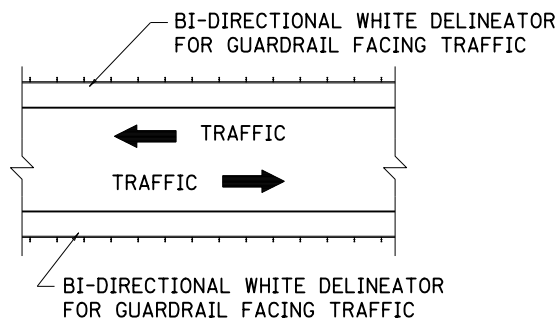 BI-DIRECTIONAL WHITE DELINEATOR
FOR GUARDRAIL FACING TRAFFIC
TRAFFIC
TRAFFIC
BI-DIRECTIONAL WHITE DELINEATOR
FOR GUARDRAIL FACING TRAFFIC